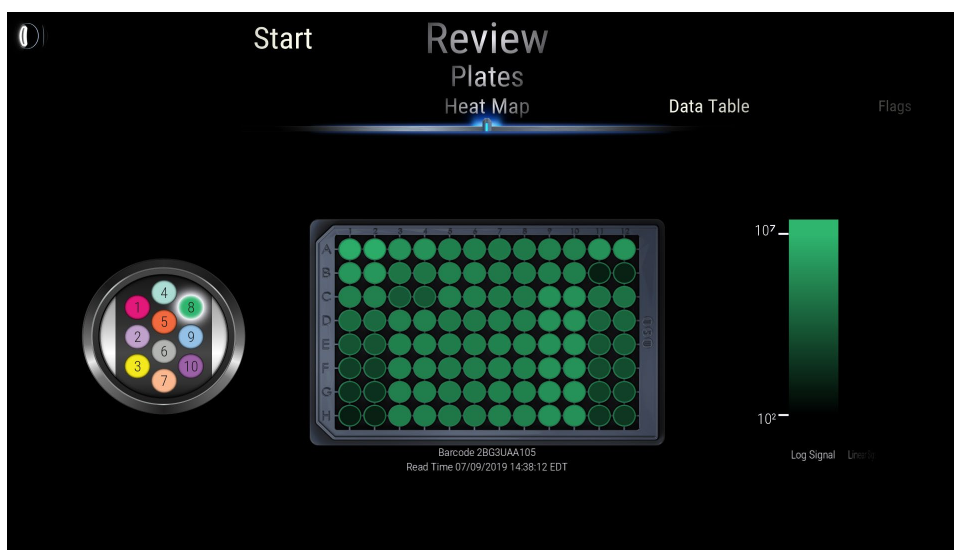 Start Review
Plates
Heat Map Data Table Flags
1 2 3 4 5 6 7 8 9 10 11 12
A
B
C
D
E
F
G
H
MSD
4
1 8
5
2 9
6
3 10
7
10⁷
10²
Barcode 2BG3UAA105
Read Time 07/09/2019 14:38:12 EDT
Log Signal Linear